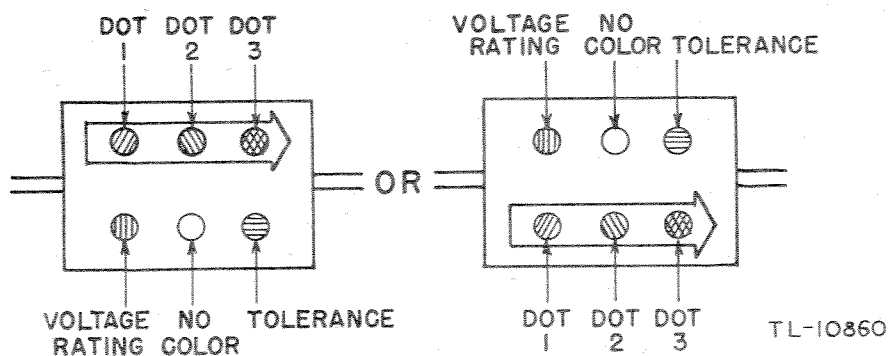 DOT DOT DOT
1 2 3
VOLTAGE NO
RATING COLOR TOLERANCE
OR
VOLTAGE NO TOLERANCE
RATING COLOR
DOT DOT DOT
1 2 3
TL-10860